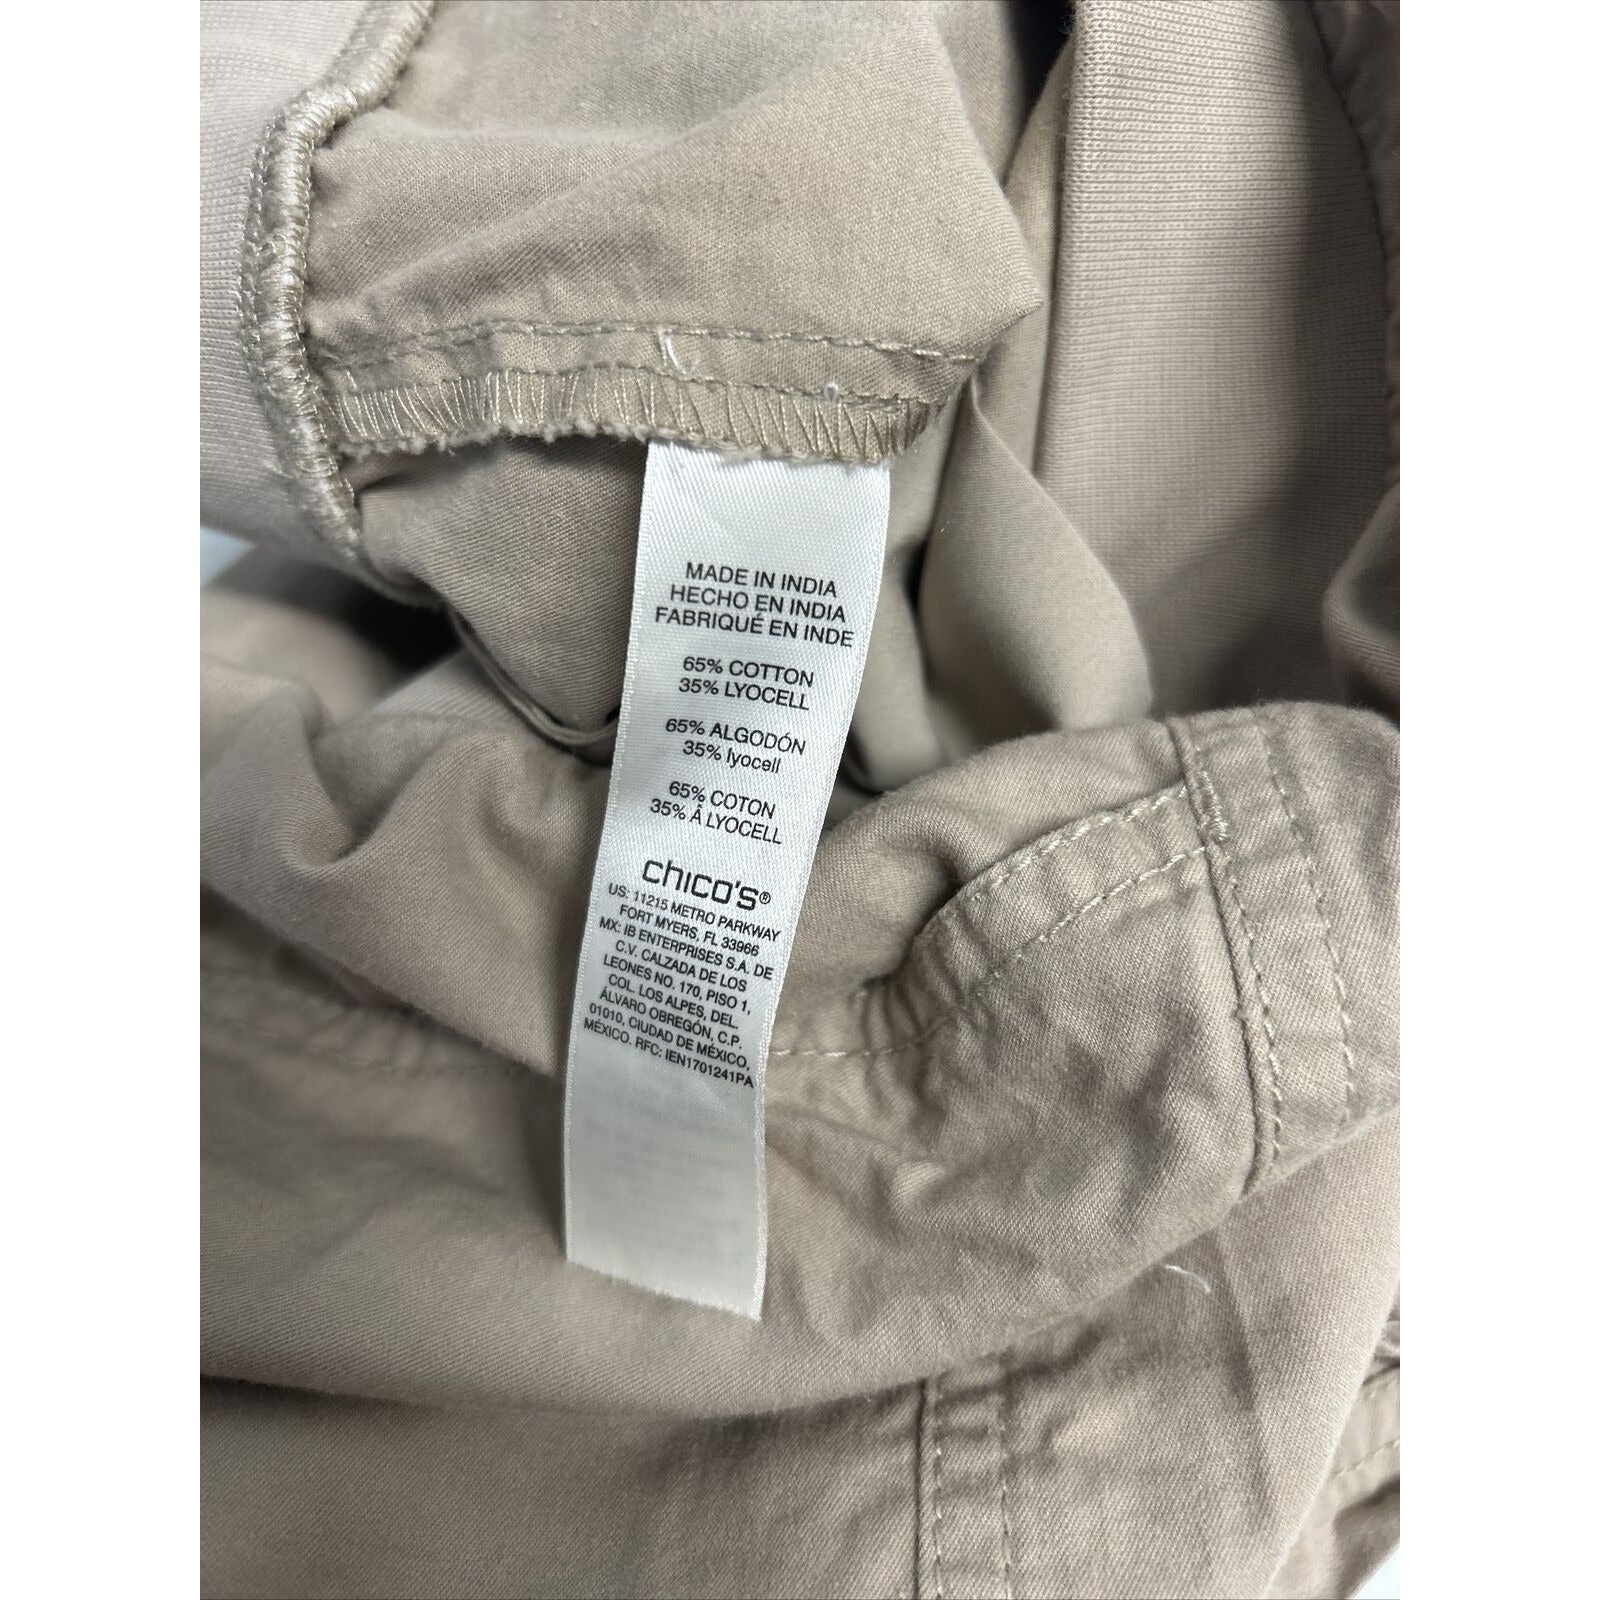 MADE IN INDIA
HECHO EN INDIA
FABRIQUÉ EN INDE
65% COTTON
35% LYOCELL
65% ALGODÓN
35% lyocell
65% COTON
35% Â LYOCELL
chico's®
US: 11215 METRO PARKWAY
FORT MYERS, FL 33966
MX: IB ENTERPRISES S.A. DE
C.V. CALZADA DE LOS
LEONES NO. 170, PISO 1,
COL. LOS ALPES, DEL.
ÁLVARO OBREGÓN, C.P.
01010, CIUDAD DE MÉXICO,
MÉXICO. RFC: IEN1701241PA